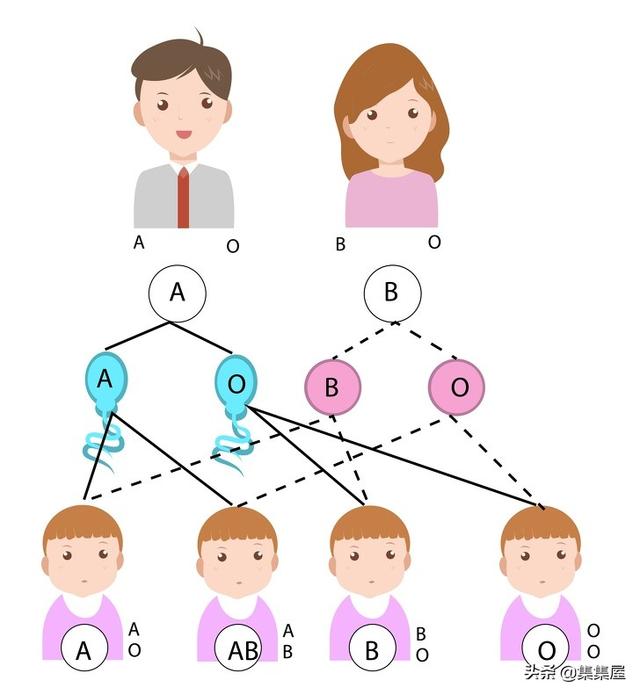 A O B O
A B
A O B O
A AB B O
A A B O
O B O O
头条 @集集屋